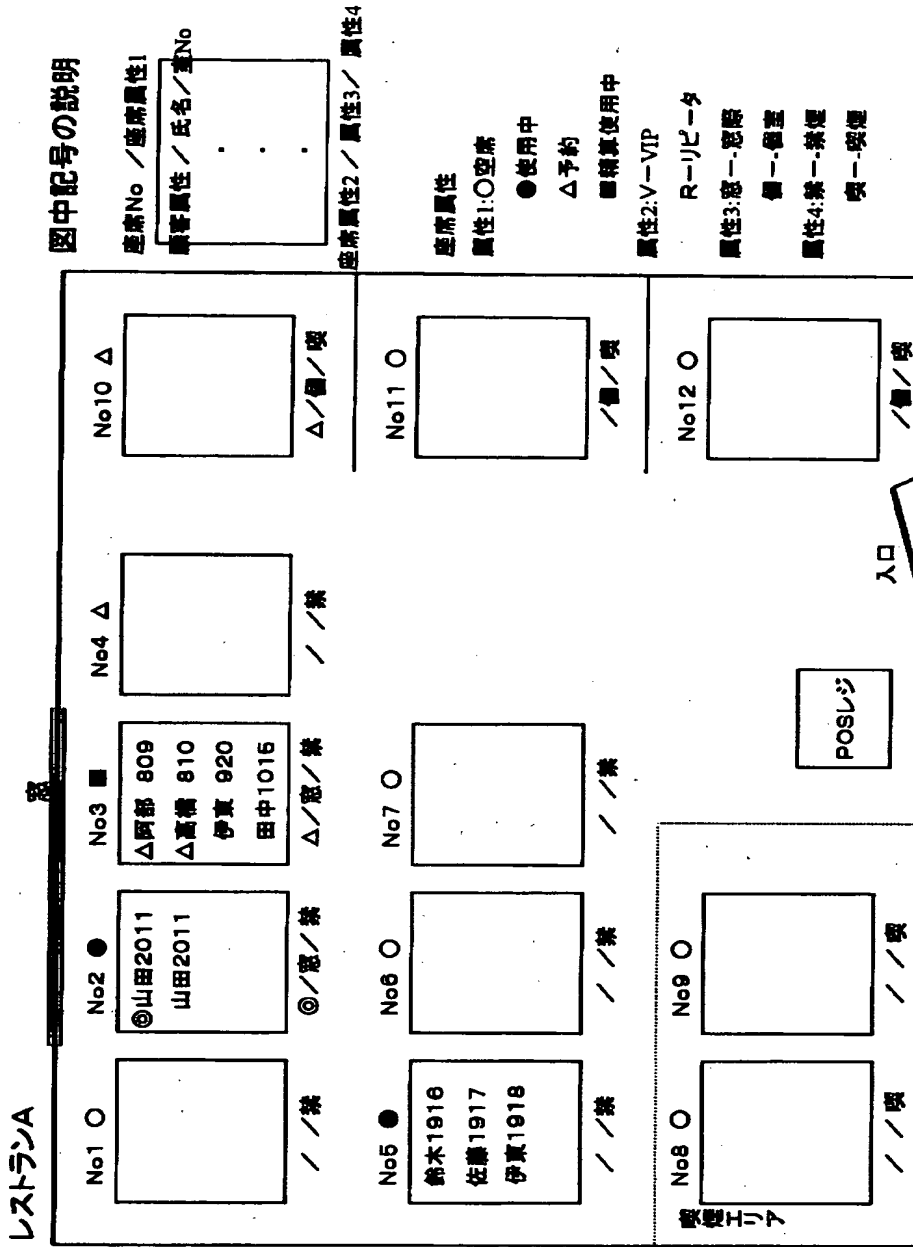 レストランA
窓
No1 ○
／ ／禁
No2 ●
◎山田2011
山田2011
◎／窓／禁
No3 ■
△阿部 809
△高橋 810
伊東 920
田中1015
△／窓／禁
No4 △
／ ／禁
No10 △
△／個／喫
No5 ●
鈴木1916
佐藤1917
伊東1918
／ ／禁
No6 ○
／ ／禁
No7 ○
／ ／禁
No11 ○
／個／喫
喫煙エリア
No8 ○
／ ／喫
No9 ○
／ ／喫
POSレジ
入口
No12 ○
／個／喫
図中記号の説明
座席No ／座席属性1
顧客属性／ 氏名／室No
座席属性2 ／ 属性3／ 属性4
座席属性
属性1:○空席
●使用中
△予約
■精算使用中
属性2:V－VIP
R－リピータ
属性3:窓－窓際
個－個室
属性4:禁－禁煙
喫－喫煙